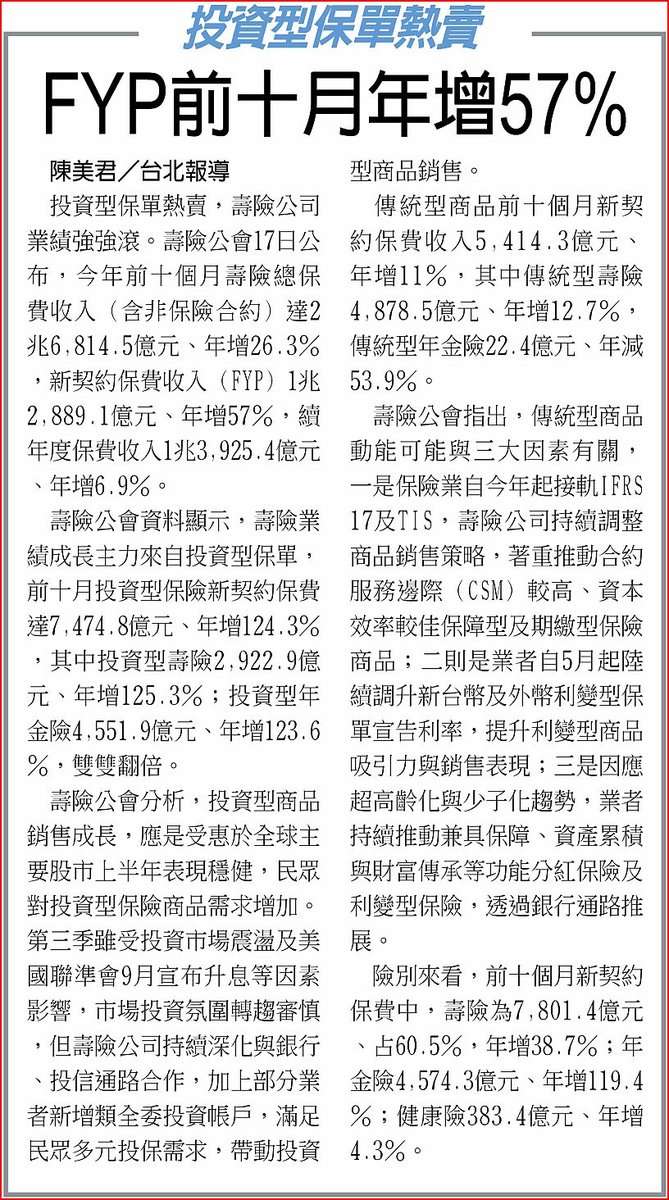 投資型保單熱賣
FYP前十月年增57%
陳美君／台北報導
投資型保單熱賣，壽險公司
業績強強滾。壽險公會17日公
布，今年前十個月壽險總保
費收入（含非保險合約）達2
兆6,814.5億元、年增26.3%
，新契約保費收入（FYP）1兆
2,889.1億元、年增57%，續
年度保費收入1兆3,925.4億元
、年增6.9%。
壽險公會資料顯示，壽險業
績成長主力來自投資型保單，
前十月投資型保險新契約保費
達7,474.8億元、年增124.3%
，其中投資型壽險2,922.9億
元、年增125.3%；投資型年
金險4,551.9億元、年增123.6
%，雙雙翻倍。
壽險公會分析，投資型商品
銷售成長，應是受惠於全球主
要股市上半年表現穩健，民眾
對投資型保險商品需求增加。
第三季雖受投資市場震盪及美
國聯準會9月宣布升息等因素
影響，市場投資氛圍轉趨審慎
，但壽險公司持續深化與銀行
、投信通路合作，加上部分業
者新增類全委投資帳戶，滿足
民眾多元投保需求，帶動投資
型商品銷售。
傳統型商品前十個月新契
約保費收入5,414.3億元、
年增11%，其中傳統型壽險
4,878.5億元、年增12.7%，
傳統型年金險22.4億元、年減
53.9%。
壽險公會指出，傳統型商品
動能可能與三大因素有關，
一是保險業自今年起接軌IFRS
17及TIS，壽險公司持續調整
商品銷售策略，著重推動合約
服務邊際（CSM）較高、資本
效率較佳保障型及期繳型保險
商品；二則是業者自5月起陸
續調升新台幣及外幣利變型保
單宣告利率，提升利變型商品
吸引力與銷售表現；三是因應
超高齡化與少子化趨勢，業者
持續推動兼具保障、資產累積
與財富傳承等功能分紅保險及
利變型保險，透過銀行通路推
展。
險別來看，前十個月新契約
保費中，壽險為7,801.4億元
、占60.5%，年增38.7%；年
金險4,574.3億元、年增119.4
%；健康險383.4億元、年增
4.3%。